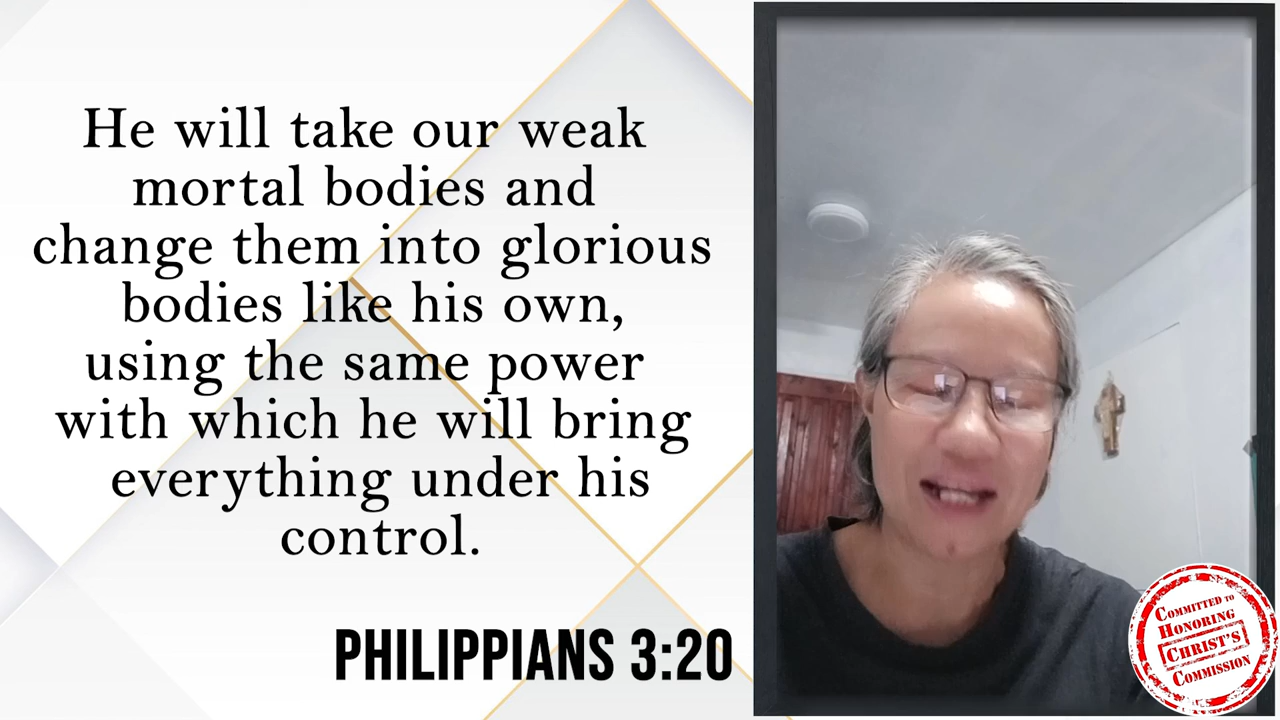 He will take our weak
mortal bodies and
change them into glorious
bodies like his own,
using the same power
with which he will bring
everything under his
control.
PHILIPPIANS 3:20
COMMITTED TO
HONORING
CHRIST'S
COMMISSION